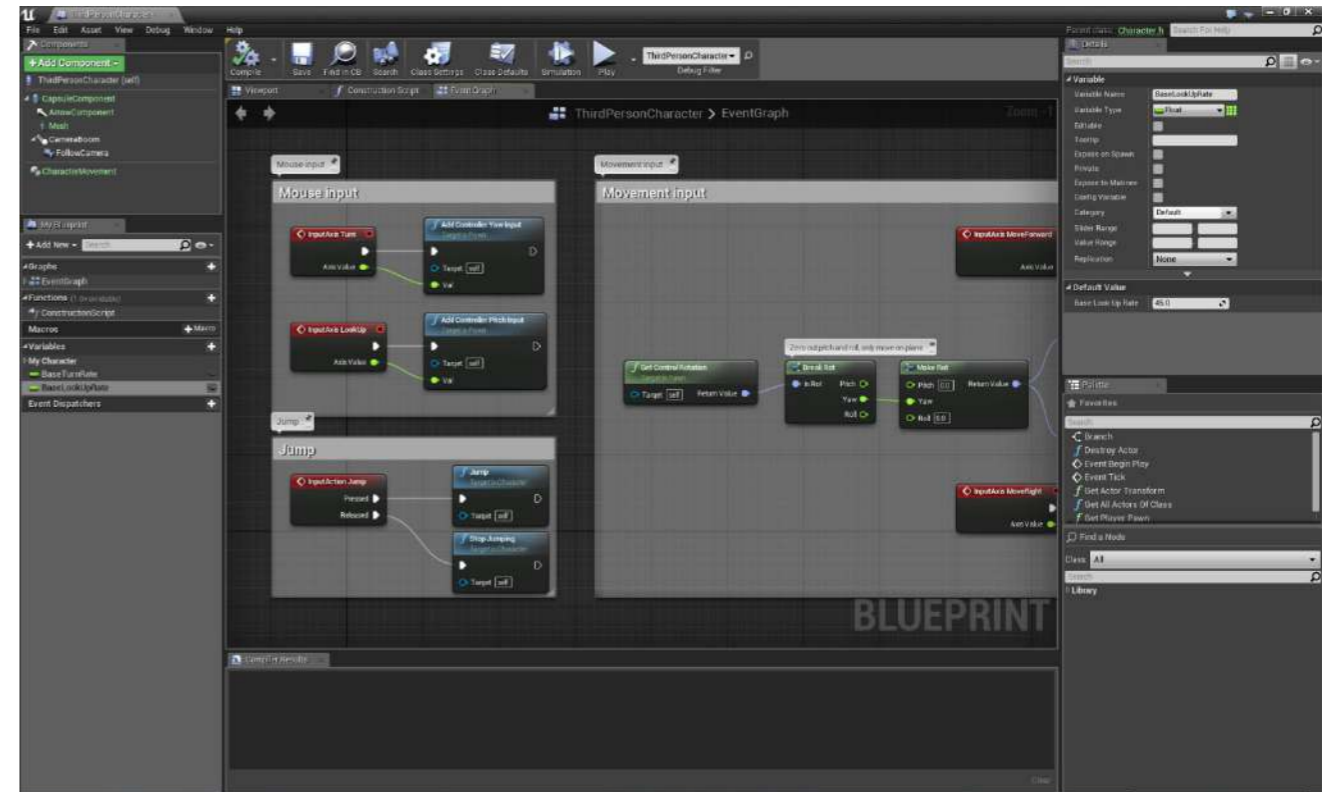 ThirdPersonCharacter
File Edit Asset View Debug Window Help
Parent class: Character.h Search For Help
Components
+Add Component
ThirdPersonCharacter (self)
CapsuleComponent
ArrowComponent
Mesh
CameraBoom
FollowCamera
CharacterMovement
My Blueprint
+Add New Search
Graphs
EventGraph
Functions
ConstructionScript
Macros +Macro
Variables
My Character
BaseTurnRate
BaseLookUpRate
Event Dispatchers
Compile Save Find in CB Search Class Settings Class Defaults Simulation Play
ThirdPersonCharacter
Debug Filter
Viewport Construction Script Event Graph
ThirdPersonCharacter > EventGraph
Zoom -1
Mouse input
Mouse input
InputAxis Turn
Axis Value
Add Controller Yaw Input
Target is Pawn
Target self
Val
InputAxis LookUp
Axis Value
Add Controller Pitch Input
Target is Pawn
Target self
Val
Jump
Jump
InputAction Jump
Pressed
Released
Jump
Target is Character
Target self
Stop Jumping
Target is Character
Target self
Movement input
Movement input
InputAxis MoveForward
Axis Value
Zero out pitch and roll, only move on plane
Get Control Rotation
Target is Pawn
Target self Return Value
Break Rot
In Rot Pitch
Yaw
Roll
Make Rot
Pitch 0.0 Return Value
Yaw
Roll 0.0
InputAxis MoveRight
Axis Value
BLUEPRINT
Compiler Results
Clear
Details
Search
Variable
Variable Name BaseLookUpRate
Variable Type Float
Editable
Tooltip
Expose on Spawn
Private
Expose to Matinee
Config Variable
Category Default
Slider Range
Value Range
Replication None
Default Value
Base Look Up Rate 45.0
Palette
Favorites
Search
Branch
Destroy Actor
Event Begin Play
Event Tick
Get Actor Transform
Get All Actors Of Class
Get Player Pawn
Find a Node
Class: All
Search
Library